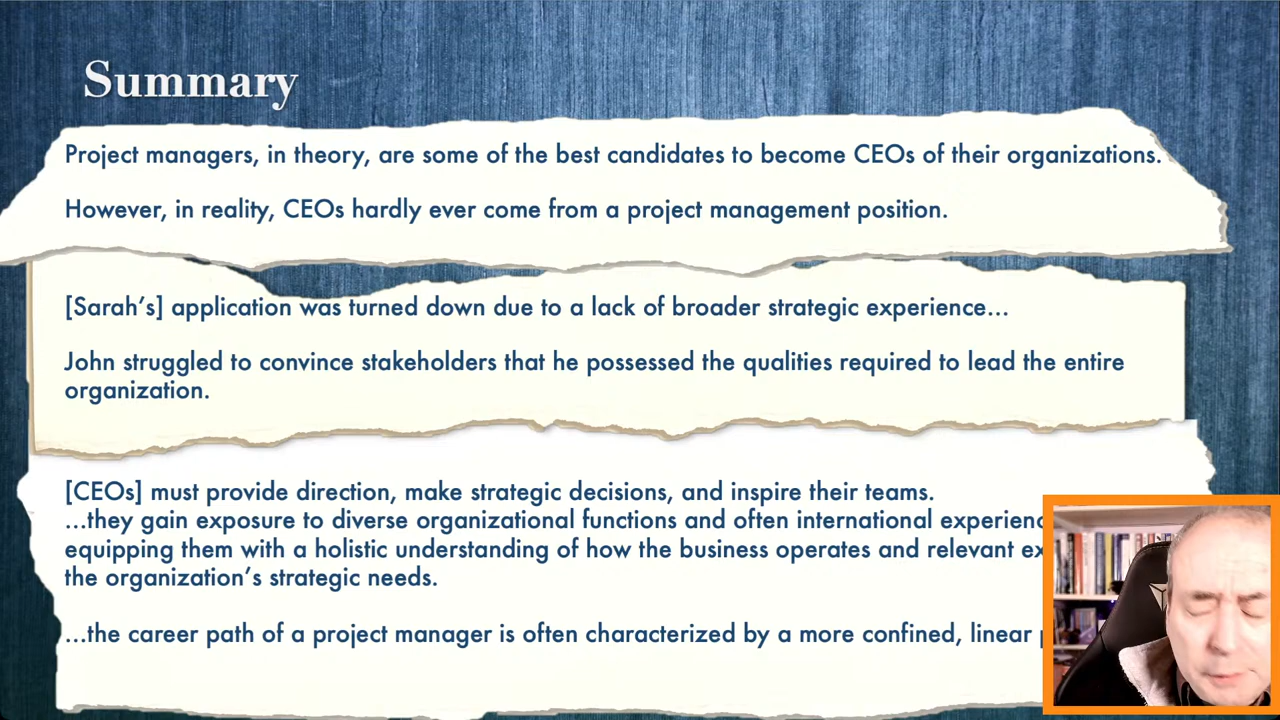 Summary
Project managers, in theory, are some of the best candidates to become CEOs of their organizations.
However, in reality, CEOs hardly ever come from a project management position.
[Sarah’s] application was turned down due to a lack of broader strategic experience…
John struggled to convince stakeholders that he possessed the qualities required to lead the entire
organization.
[CEOs] must provide direction, make strategic decisions, and inspire their teams.
…they gain exposure to diverse organizational functions and often international
equipping them with a holistic understanding of how the business operates and relevant
the organization’s strategic needs.
…the career path of a project manager is often characterized by a more confined, linear